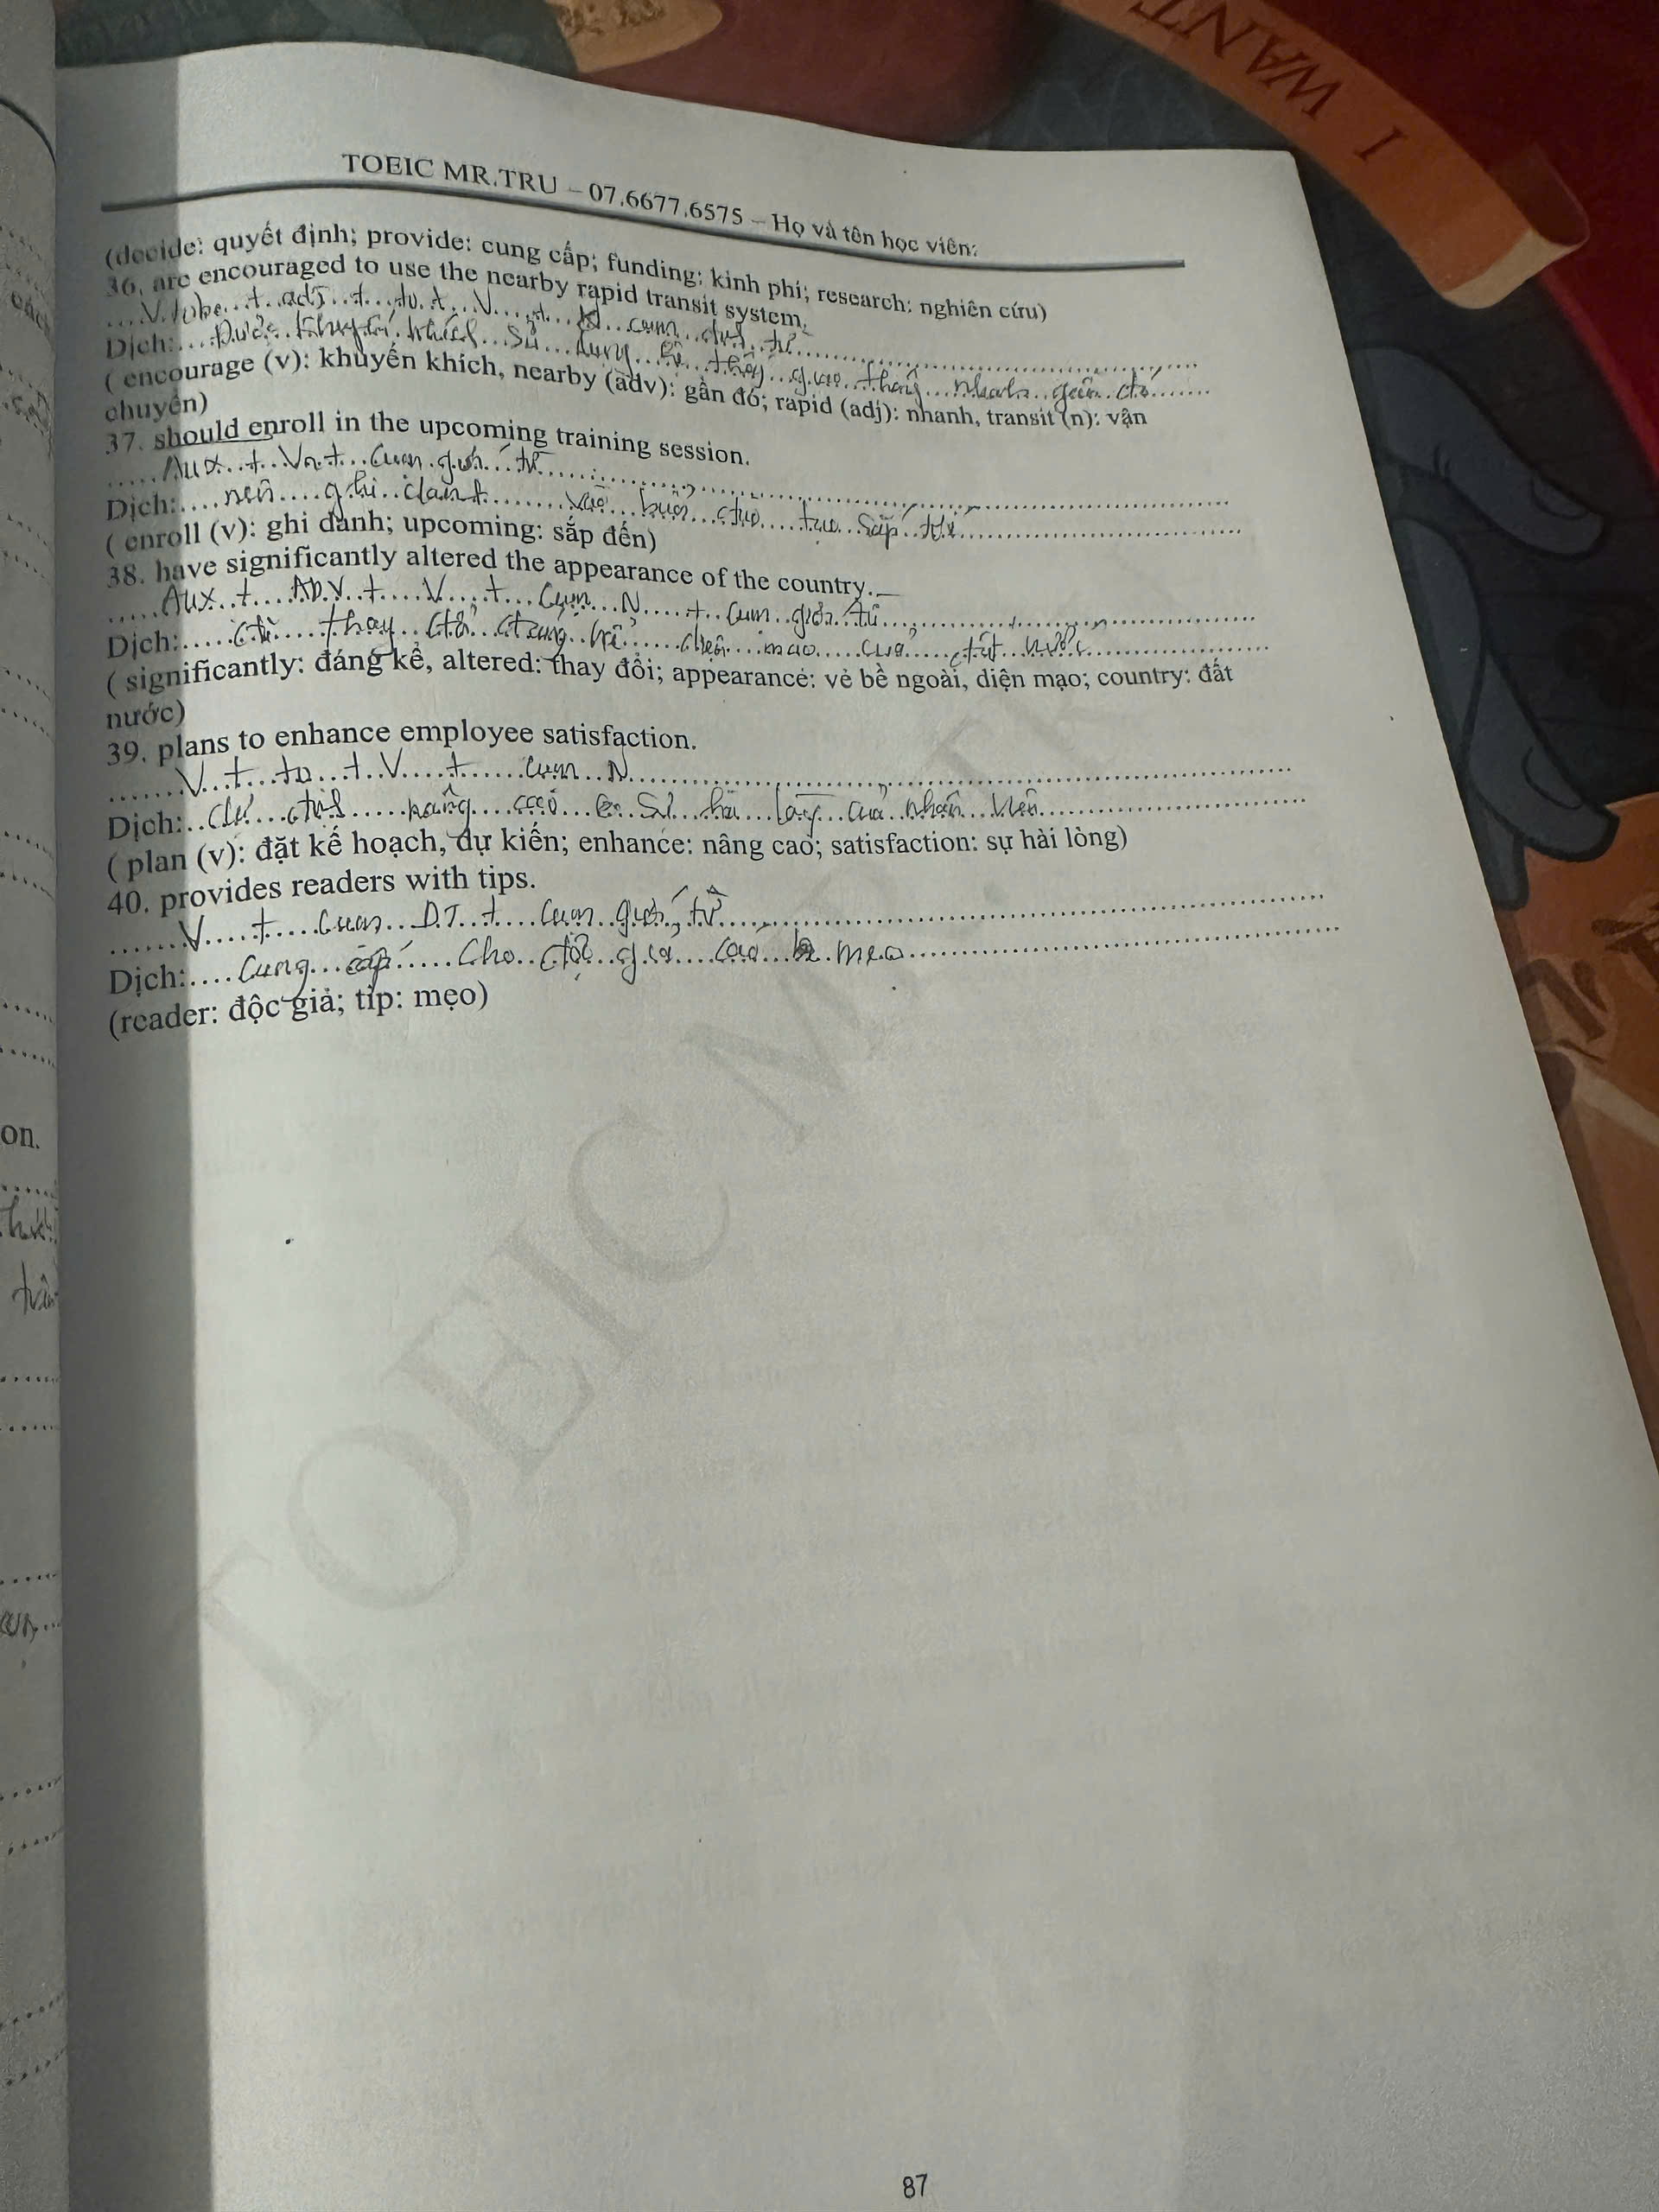 I WANT
TOEIC MR.TRU – 07.6677.6575 – Họ và tên học viên:
(decide: quyết định; provide: cung cấp; funding: kinh phí; research: nghiên cứu)
36. are encouraged to use the nearby rapid transit system.
V tobe + adj + to + V + cụm
Dịch: Được khuyến khích sử dụng hệ thống giao thông nhanh gần đó
( encourage (v): khuyến khích, nearby (adv): gần đó; rapid (adj): nhanh, transit (n): vận
chuyển)
37. should enroll in the upcoming training session.
Aux + V + Cụm giới từ
Dịch: nên ghi danh vào buổi đào tạo sắp tới
( enroll (v): ghi danh; upcoming: sắp đến)
38. have significantly altered the appearance of the country.
Aux + ADV + V + Cụm N + cụm giới từ
Dịch: đã thay đổi đáng kể diện mạo của đất nước
( significantly: đáng kể, altered: thay đổi; appearance: vẻ bề ngoài, diện mạo; country: đất
nước)
39. plans to enhance employee satisfaction.
V + to + V + cụm N
Dịch: dự định nâng cao sự hài lòng của nhân viên
( plan (v): đặt kế hoạch, dự kiến; enhance: nâng cao; satisfaction: sự hài lòng)
40. provides readers with tips.
V + cụm DT + cụm giới từ
Dịch: Cung cấp cho độc giả các mẹo
(reader: độc giả; tip: mẹo)
on.
TOEIC MR.TR
87